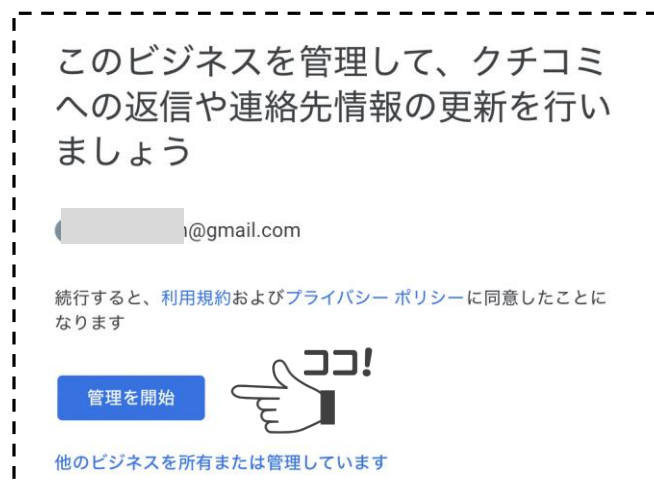 このビジネスを管理して、クチコミ
への返信や連絡先情報の更新を行い
ましょう
@gmail.com
続行すると、利用規約およびプライバシー ポリシーに同意したことに
なります
ココ!
管理を開始
他のビジネスを所有または管理しています